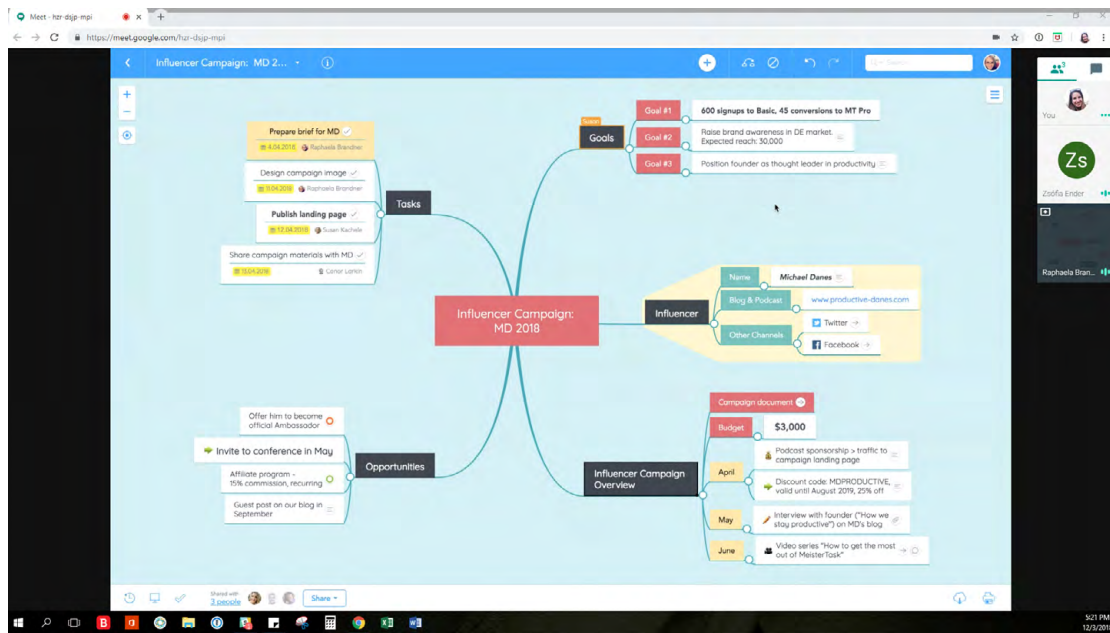 Meet - hzr-dsjp-mpi
https://meet.google.com/hzr-dsjp-mpi
Influencer Campaign: MD 2...
You
Zsófia Ender
Raphaela Bran...
Zs
Prepare brief for MD
4.04.2018 Raphaela Brandner
Design campaign image
11.04.2018 Raphaela Brandner
Publish landing page
12.04.2018 Susan Kachele
Share campaign materials with MD
15.04.2018 Conor Larkin
Tasks
Goals
Goal #1
600 signups to Basic, 45 conversions to MT Pro
Goal #2
Raise brand awareness in DE market.
Expected reach: 30,000
Goal #3
Position founder as thought leader in productivity
Influencer Campaign:
MD 2018
Influencer
Name
Michael Danes
Blog & Podcast
www.productive-danes.com
Other Channels
Twitter
Facebook
Opportunities
Offer him to become
official Ambassador
Invite to conference in May
Affiliate program -
15% commission, recurring
Guest post on our blog in
September
Influencer Campaign
Overview
Campaign document
Budget
$3,000
April
Podcast sponsorship > traffic to
campaign landing page
Discount code: MDPRODUCTIVE,
valid until August 2019, 25% off
May
Interview with founder ("How we
stay productive") on MD's blog
June
Video series "How to get the most
out of MeisterTask"
Shared with
3 people
Share
5:21 PM